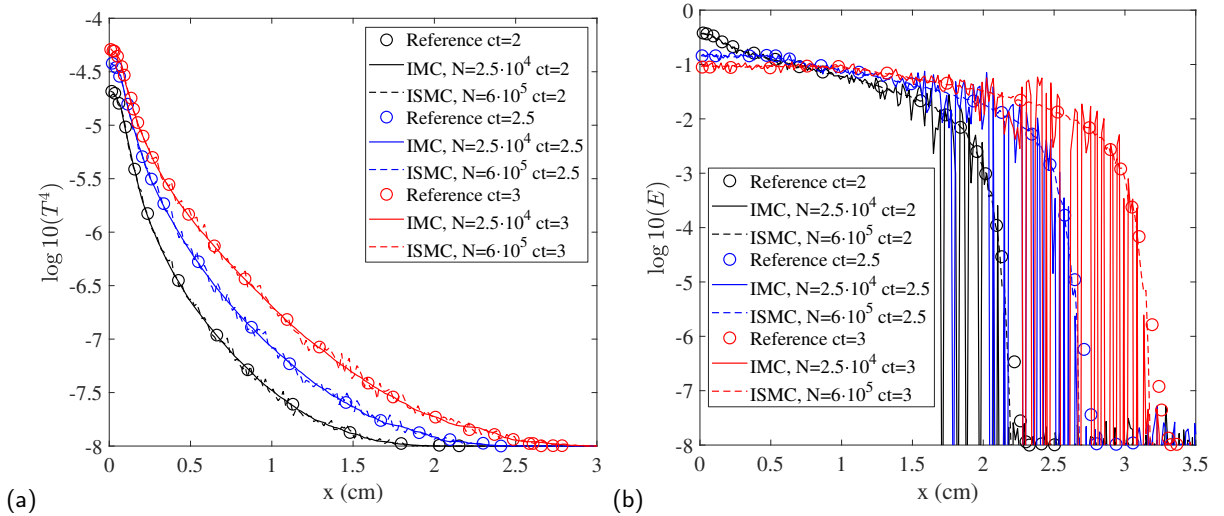 -4
-4.5
-5
-5.5
-6
-6.5
-7
-7.5
-8
log 10(T⁴)
0
0.5
1
1.5
2
2.5
3
x (cm)
Reference ct=2
IMC, N=2.5·10⁴ ct=2
ISMC, N=6·10⁵ ct=2
Reference ct=2.5
IMC, N=2.5·10⁴ ct=2.5
ISMC, N=6·10⁵ ct=2.5
Reference ct=3
IMC, N=2.5·10⁴ ct=3
ISMC, N=6·10⁵ ct=3
(a)
0
-1
-2
-3
-4
-5
-6
-7
-8
log 10(E)
0
0.5
1
1.5
2
2.5
3
3.5
x (cm)
Reference ct=2
IMC, N=2.5·10⁴ ct=2
ISMC, N=6·10⁵ ct=2
Reference ct=2.5
IMC, N=2.5·10⁴ ct=2.5
ISMC, N=6·10⁵ ct=2.5
Reference ct=3
IMC, N=2.5·10⁴ ct=3
ISMC, N=6·10⁵ ct=3
(b)